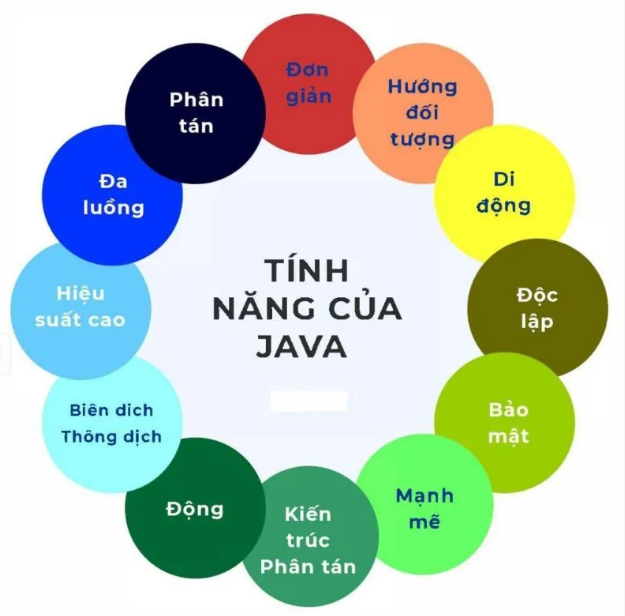 TÍNH
NĂNG CỦA
JAVA
Đơn
giản
Hướng
đối
tượng
Di
động
Độc
lập
Bảo
mật
Mạnh
mẽ
Kiến
trúc
Phân tán
Động
Biên dich
Thông dịch
Hiệu
suất cao
Đa
luồng
Phân
tán